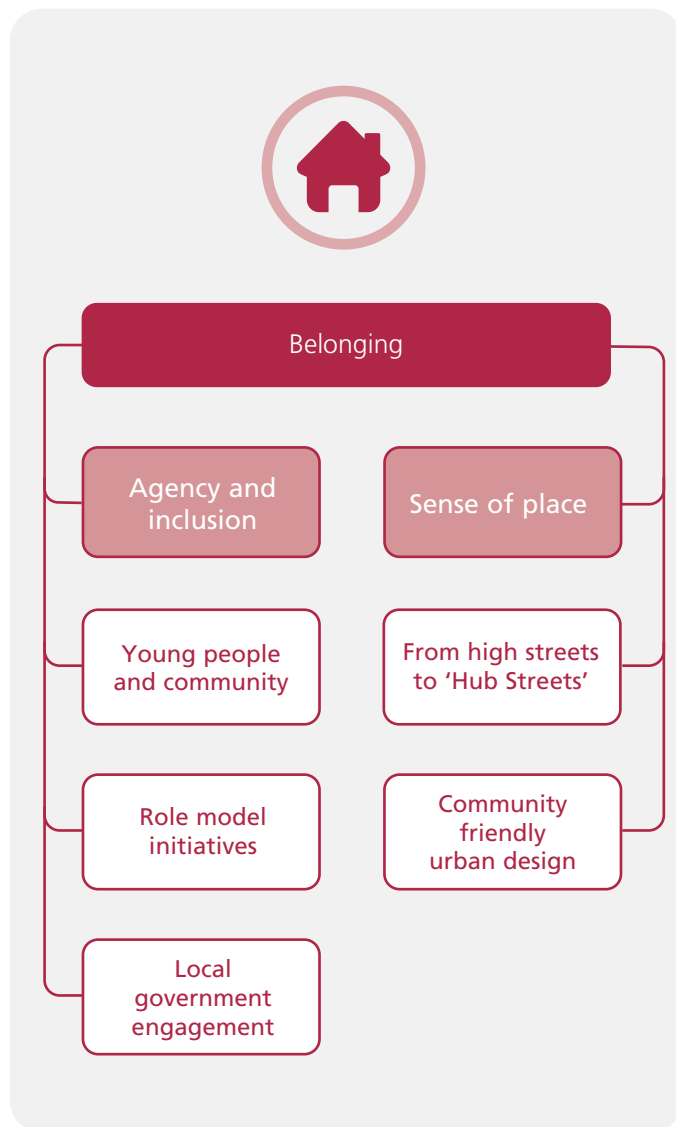 Belonging
Agency and
inclusion
Sense of place
Young people
and community
From high streets
to ‘Hub Streets’
Role model
initiatives
Community
friendly
urban design
Local
government
engagement